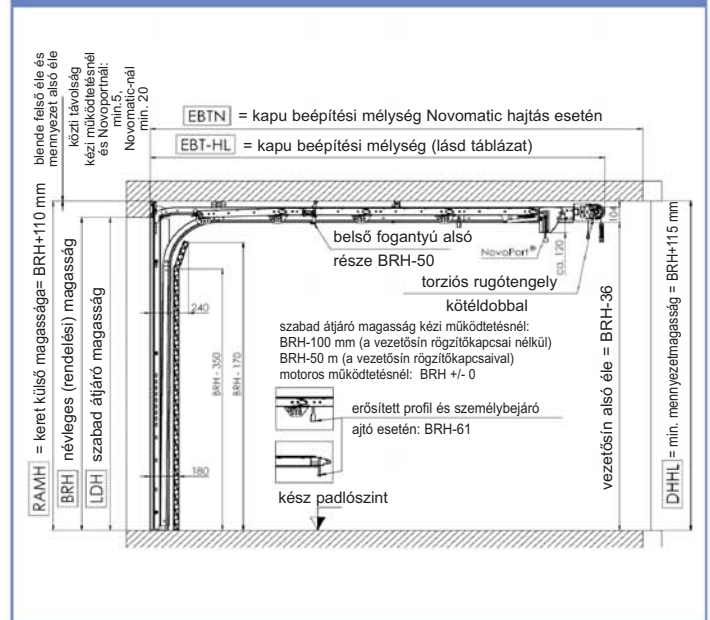 blende felső éle és
mennyezet alsó éle
közti távolság
kézi működtetésnél
és Novoportnál:
min.5,
Novomatic-nál
min. 20
EBTN = kapu beépítési mélység Novomatic hajtás esetén
EBT-HL = kapu beépítési mélység (lásd táblázat)
104
belső fogantyú alsó
része BRH-50
NovoPort®
ca. 120
torziós rugótengely
kötéldobbal
240
szabad átjáró magasság kézi működtetésnél:
BRH-100 mm (a vezetősín rögzítőkapcsai nélkül)
BRH-50 m (a vezetősín rögzítőkapcsaival)
motoros működtetésnél: BRH +/- 0
BRH - 350
BRH - 170
erősített profil és személybejáró
ajtó esetén: BRH-61
180
kész padlószint
RAMH = keret külső magassága= BRH+110 mm
BRH névleges (rendelési) magasság
LDH szabad átjáró magasság
vezetősín alsó éle = BRH-36
DHHL = min. mennyezetmagasság = BRH+115 mm